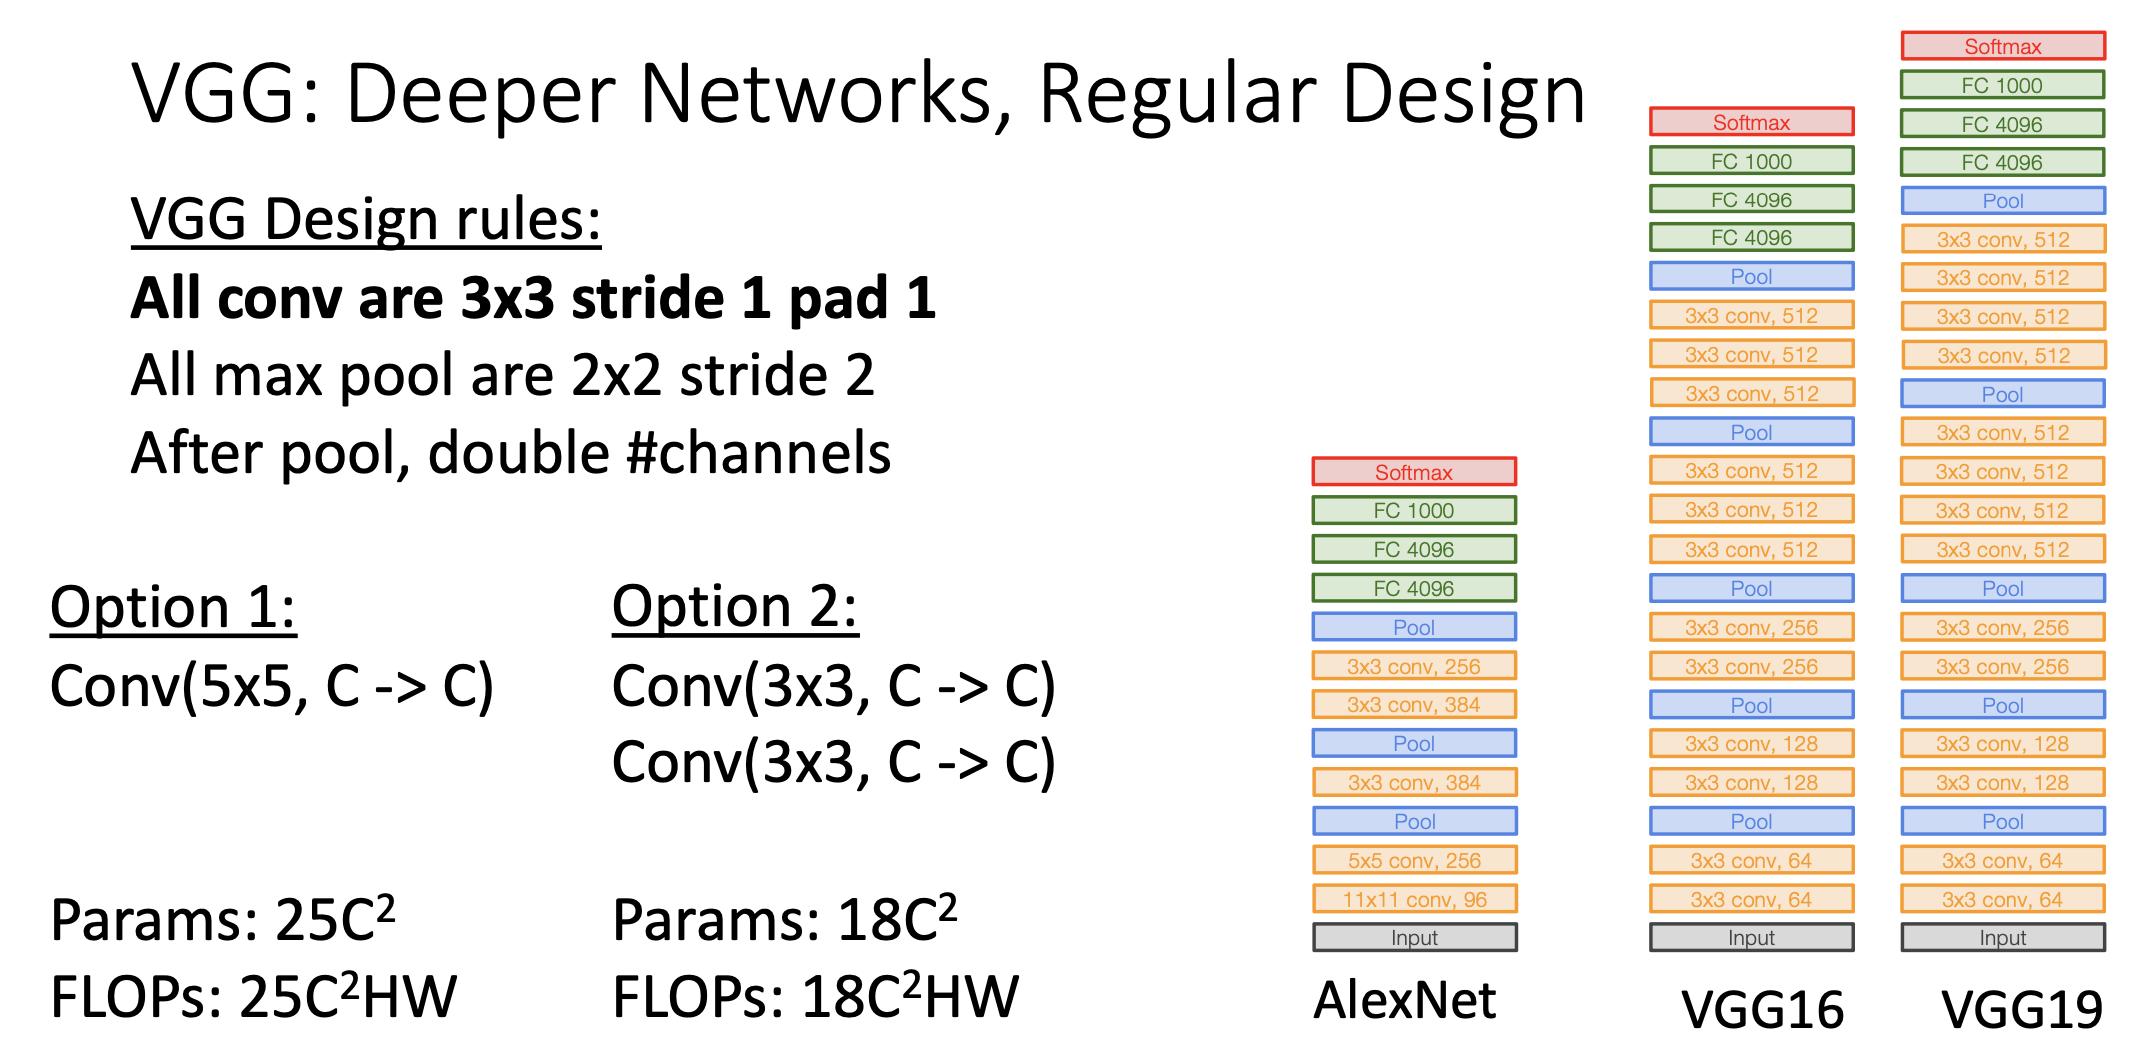 VGG: Deeper Networks, Regular Design
VGG Design rules:
All conv are 3x3 stride 1 pad 1
All max pool are 2x2 stride 2
After pool, double #channels
Option 1:
Conv(5x5, C -> C)
Params: 25C²
FLOPs: 25C²HW
Option 2:
Conv(3x3, C -> C)
Conv(3x3, C -> C)
Params: 18C²
FLOPs: 18C²HW
Softmax
FC 1000
FC 4096
FC 4096
Pool
3x3 conv, 256
3x3 conv, 384
Pool
3x3 conv, 384
Pool
5x5 conv, 256
11x11 conv, 96
Input
AlexNet
Softmax
FC 1000
FC 4096
FC 4096
Pool
3x3 conv, 512
3x3 conv, 512
3x3 conv, 512
Pool
3x3 conv, 512
3x3 conv, 512
3x3 conv, 512
Pool
3x3 conv, 256
3x3 conv, 256
Pool
3x3 conv, 128
3x3 conv, 128
Pool
3x3 conv, 64
3x3 conv, 64
Input
VGG16
Softmax
FC 1000
FC 4096
FC 4096
Pool
3x3 conv, 512
3x3 conv, 512
3x3 conv, 512
3x3 conv, 512
Pool
3x3 conv, 512
3x3 conv, 512
3x3 conv, 512
3x3 conv, 512
Pool
3x3 conv, 256
3x3 conv, 256
Pool
3x3 conv, 128
3x3 conv, 128
Pool
3x3 conv, 64
3x3 conv, 64
Input
VGG19